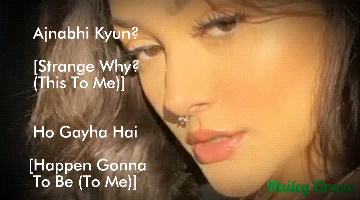 Ajnabhi Kyun?
[Strange Why?
(This To Me)]
Ho Gayha Hai
[Happen Gonna
To Be (To Me)]